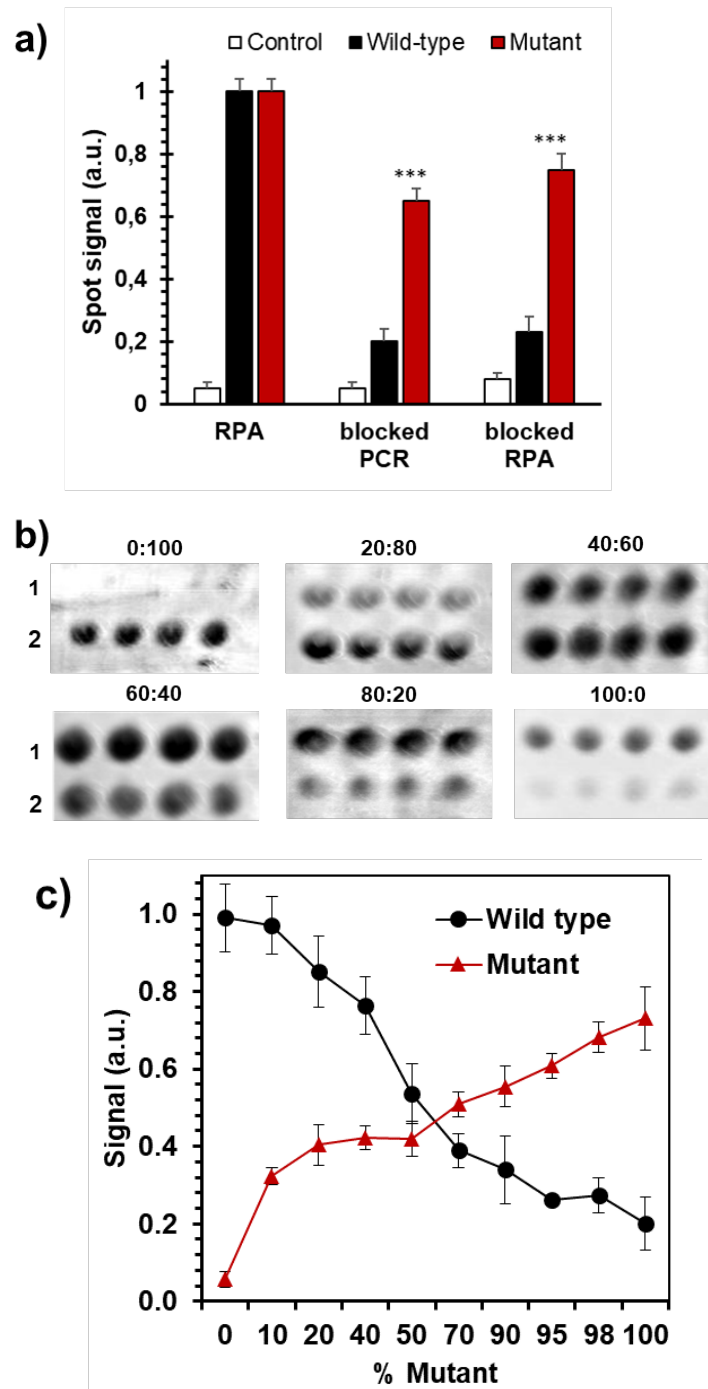 a)
Control Wild-type Mutant
Spot signal (a.u.)
1
0,8
0,6
0,4
0,2
0
***
***
RPA
blocked PCR
blocked RPA
b)
0:100 20:80 40:60
1
2
60:40 80:20 100:0
1
2
c)
Wild type
Mutant
Signal (a.u.)
1.0
0.8
0.6
0.4
0.2
0.0
0 10 20 40 50 70 90 95 98 100
% Mutant